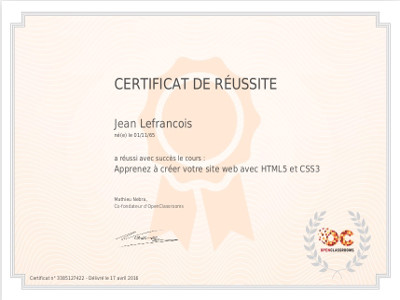 CERTIFICAT DE RÉUSSITE
Jean Lefrancois
né(e) le 01/11/65
a réussi avec succès le cours :
Apprenez à créer votre site web avec HTML5 et CSS3
Mathieu Nebra,
Co-fondateur d'OpenClassrooms
OC
OPENCLASSROOMS
Certificat n° 3385127422 - Délivré le 17 avril 2018